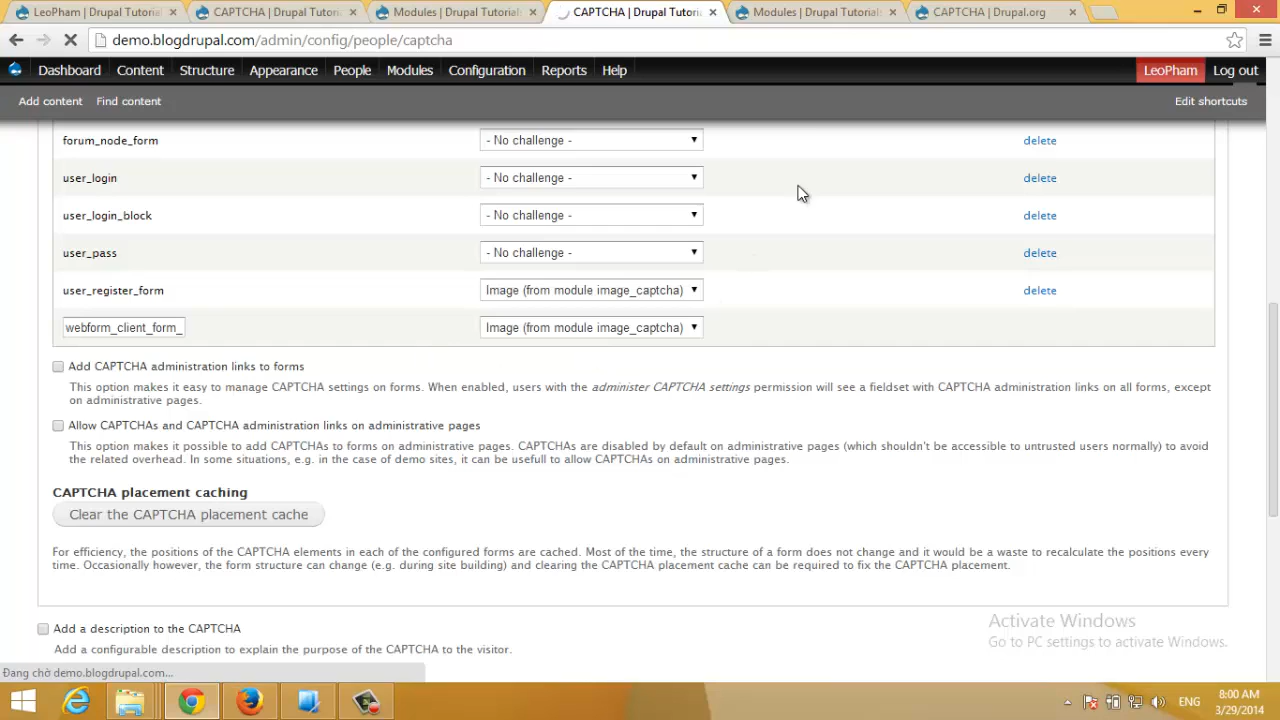 LeoPham | Drupal Tutoria
CAPTCHA | Drupal Tutoria
Modules | Drupal Tutorials
CAPTCHA | Drupal Tutoria
Modules | Drupal Tutorials
CAPTCHA | Drupal.org
demo.blogdrupal.com/admin/config/people/captcha
Dashboard Content Structure Appearance People Modules Configuration Reports Help LeoPham Log out
Add content Find content Edit shortcuts
forum_node_form - No challenge - delete
user_login - No challenge - delete
user_login_block - No challenge - delete
user_pass - No challenge - delete
user_register_form Image (from module image_captcha) delete
webform_client_form_ Image (from module image_captcha)
Add CAPTCHA administration links to forms
This option makes it easy to manage CAPTCHA settings on forms. When enabled, users with the administer CAPTCHA settings permission will see a fieldset with CAPTCHA administration links on all forms, except
on administrative pages.
Allow CAPTCHAs and CAPTCHA administration links on administrative pages
This option makes it possible to add CAPTCHAs to forms on administrative pages. CAPTCHAs are disabled by default on administrative pages (which shouldn't be accessible to untrusted users normally) to avoid
the related overhead. In some situations, e.g. in the case of demo sites, it can be usefull to allow CAPTCHAs on administrative pages.
CAPTCHA placement caching
Clear the CAPTCHA placement cache
For efficiency, the positions of the CAPTCHA elements in each of the configured forms are cached. Most of the time, the structure of a form does not change and it would be a waste to recalculate the positions every
time. Occasionally however, the form structure can change (e.g. during site building) and clearing the CAPTCHA placement cache can be required to fix the CAPTCHA placement.
Add a description to the CAPTCHA
Add a configurable description to explain the purpose of the CAPTCHA to the visitor.
Activate Windows
Go to PC settings to activate Windows.
Đang chờ demo.blogdrupal.com...
ENG
8:00 AM
3/29/2014